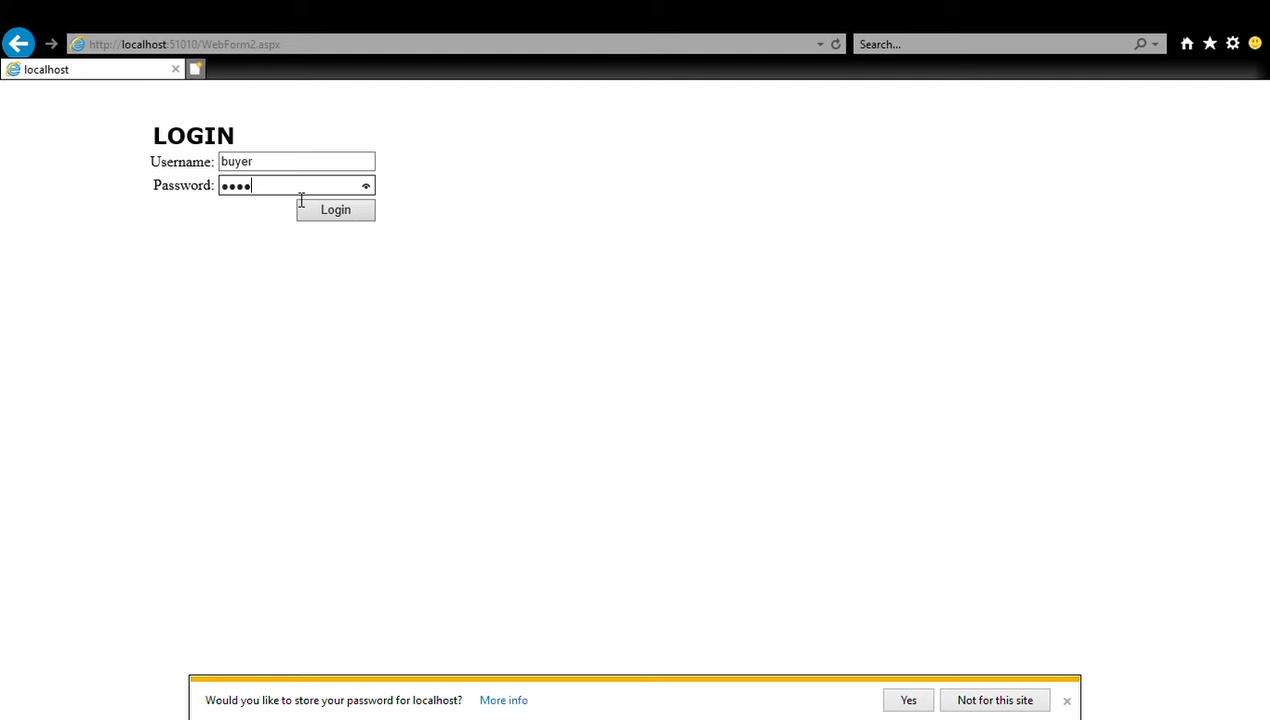 http://localhost:51010/WebForm2.aspx
Search...
localhost
LOGIN
Username: buyer
Password: ●●●●
Login
Would you like to store your password for localhost? More info Yes Not for this site